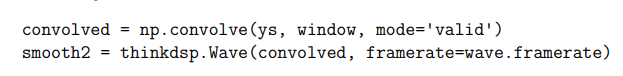 convolved = np.convolve(ys, window, mode='valid')
smooth2 = thinkdsp.Wave(convolved, framerate=wave.framerate)